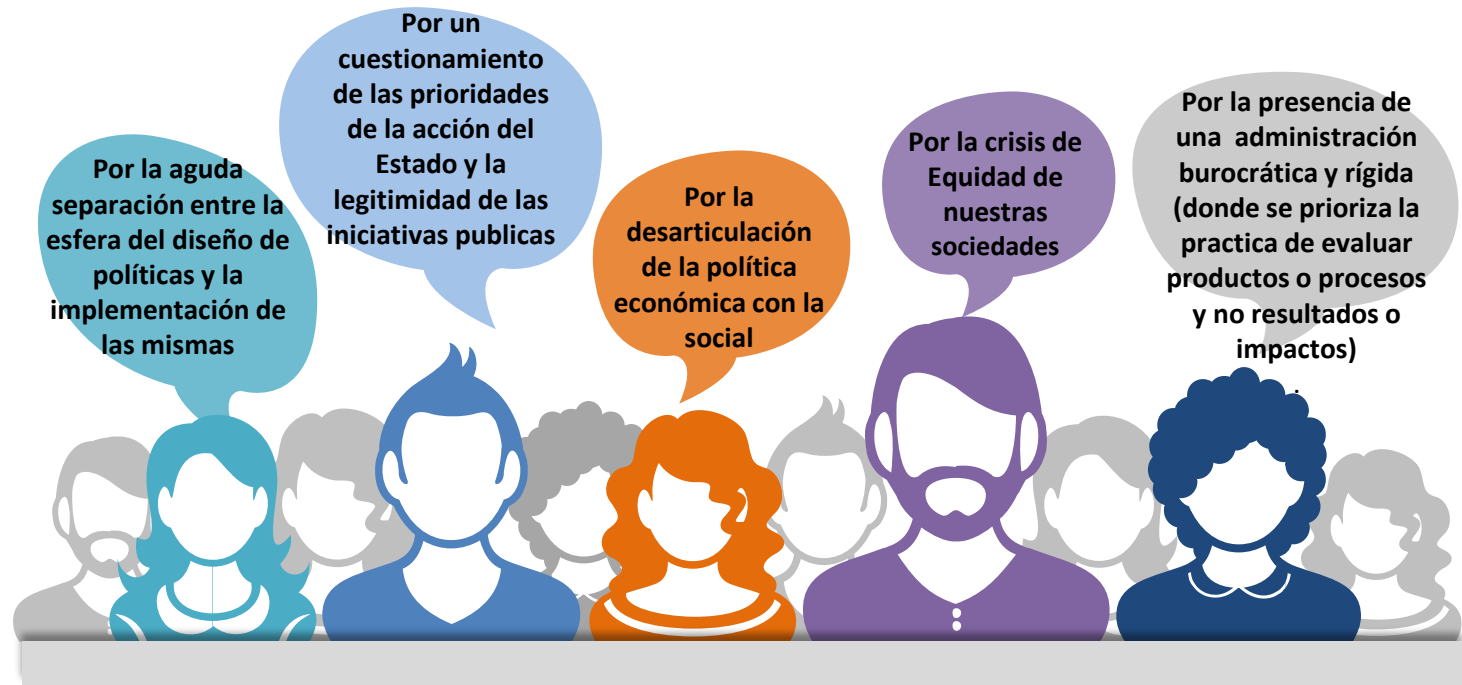 Por la aguda
separación entre la
esfera del diseño de
políticas y la
implementación de
las mismas
Por un
cuestionamiento
de las prioridades
de la acción del
Estado y la
legitimidad de las
iniciativas publicas
Por la
desarticulación
de la política
económica con la
social
Por la crisis de
Equidad de
nuestras
sociedades
Por la presencia de
una administración
burocrática y rígida
(donde se prioriza la
practica de evaluar
productos o procesos
y no resultados o
impactos)
.